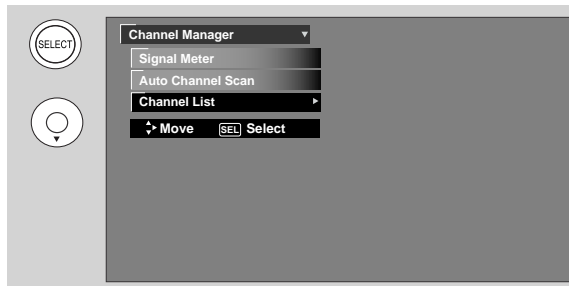 SELECT
Channel Manager
Signal Meter
Auto Channel Scan
Channel List
Move SEL Select